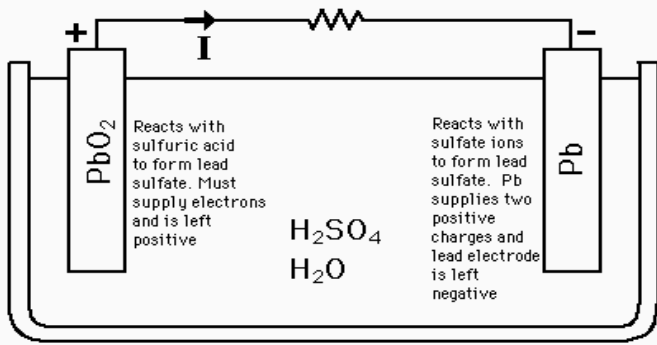 +
−
I
PbO₂
Reacts with
sulfuric acid
to form lead
sulfate. Must
supply electrons
and is left
positive
H₂SO₄
H₂O
Reacts with
sulfate ions
to form lead
sulfate. Pb
supplies two
positive
charges and
lead electrode
is left
negative
Pb